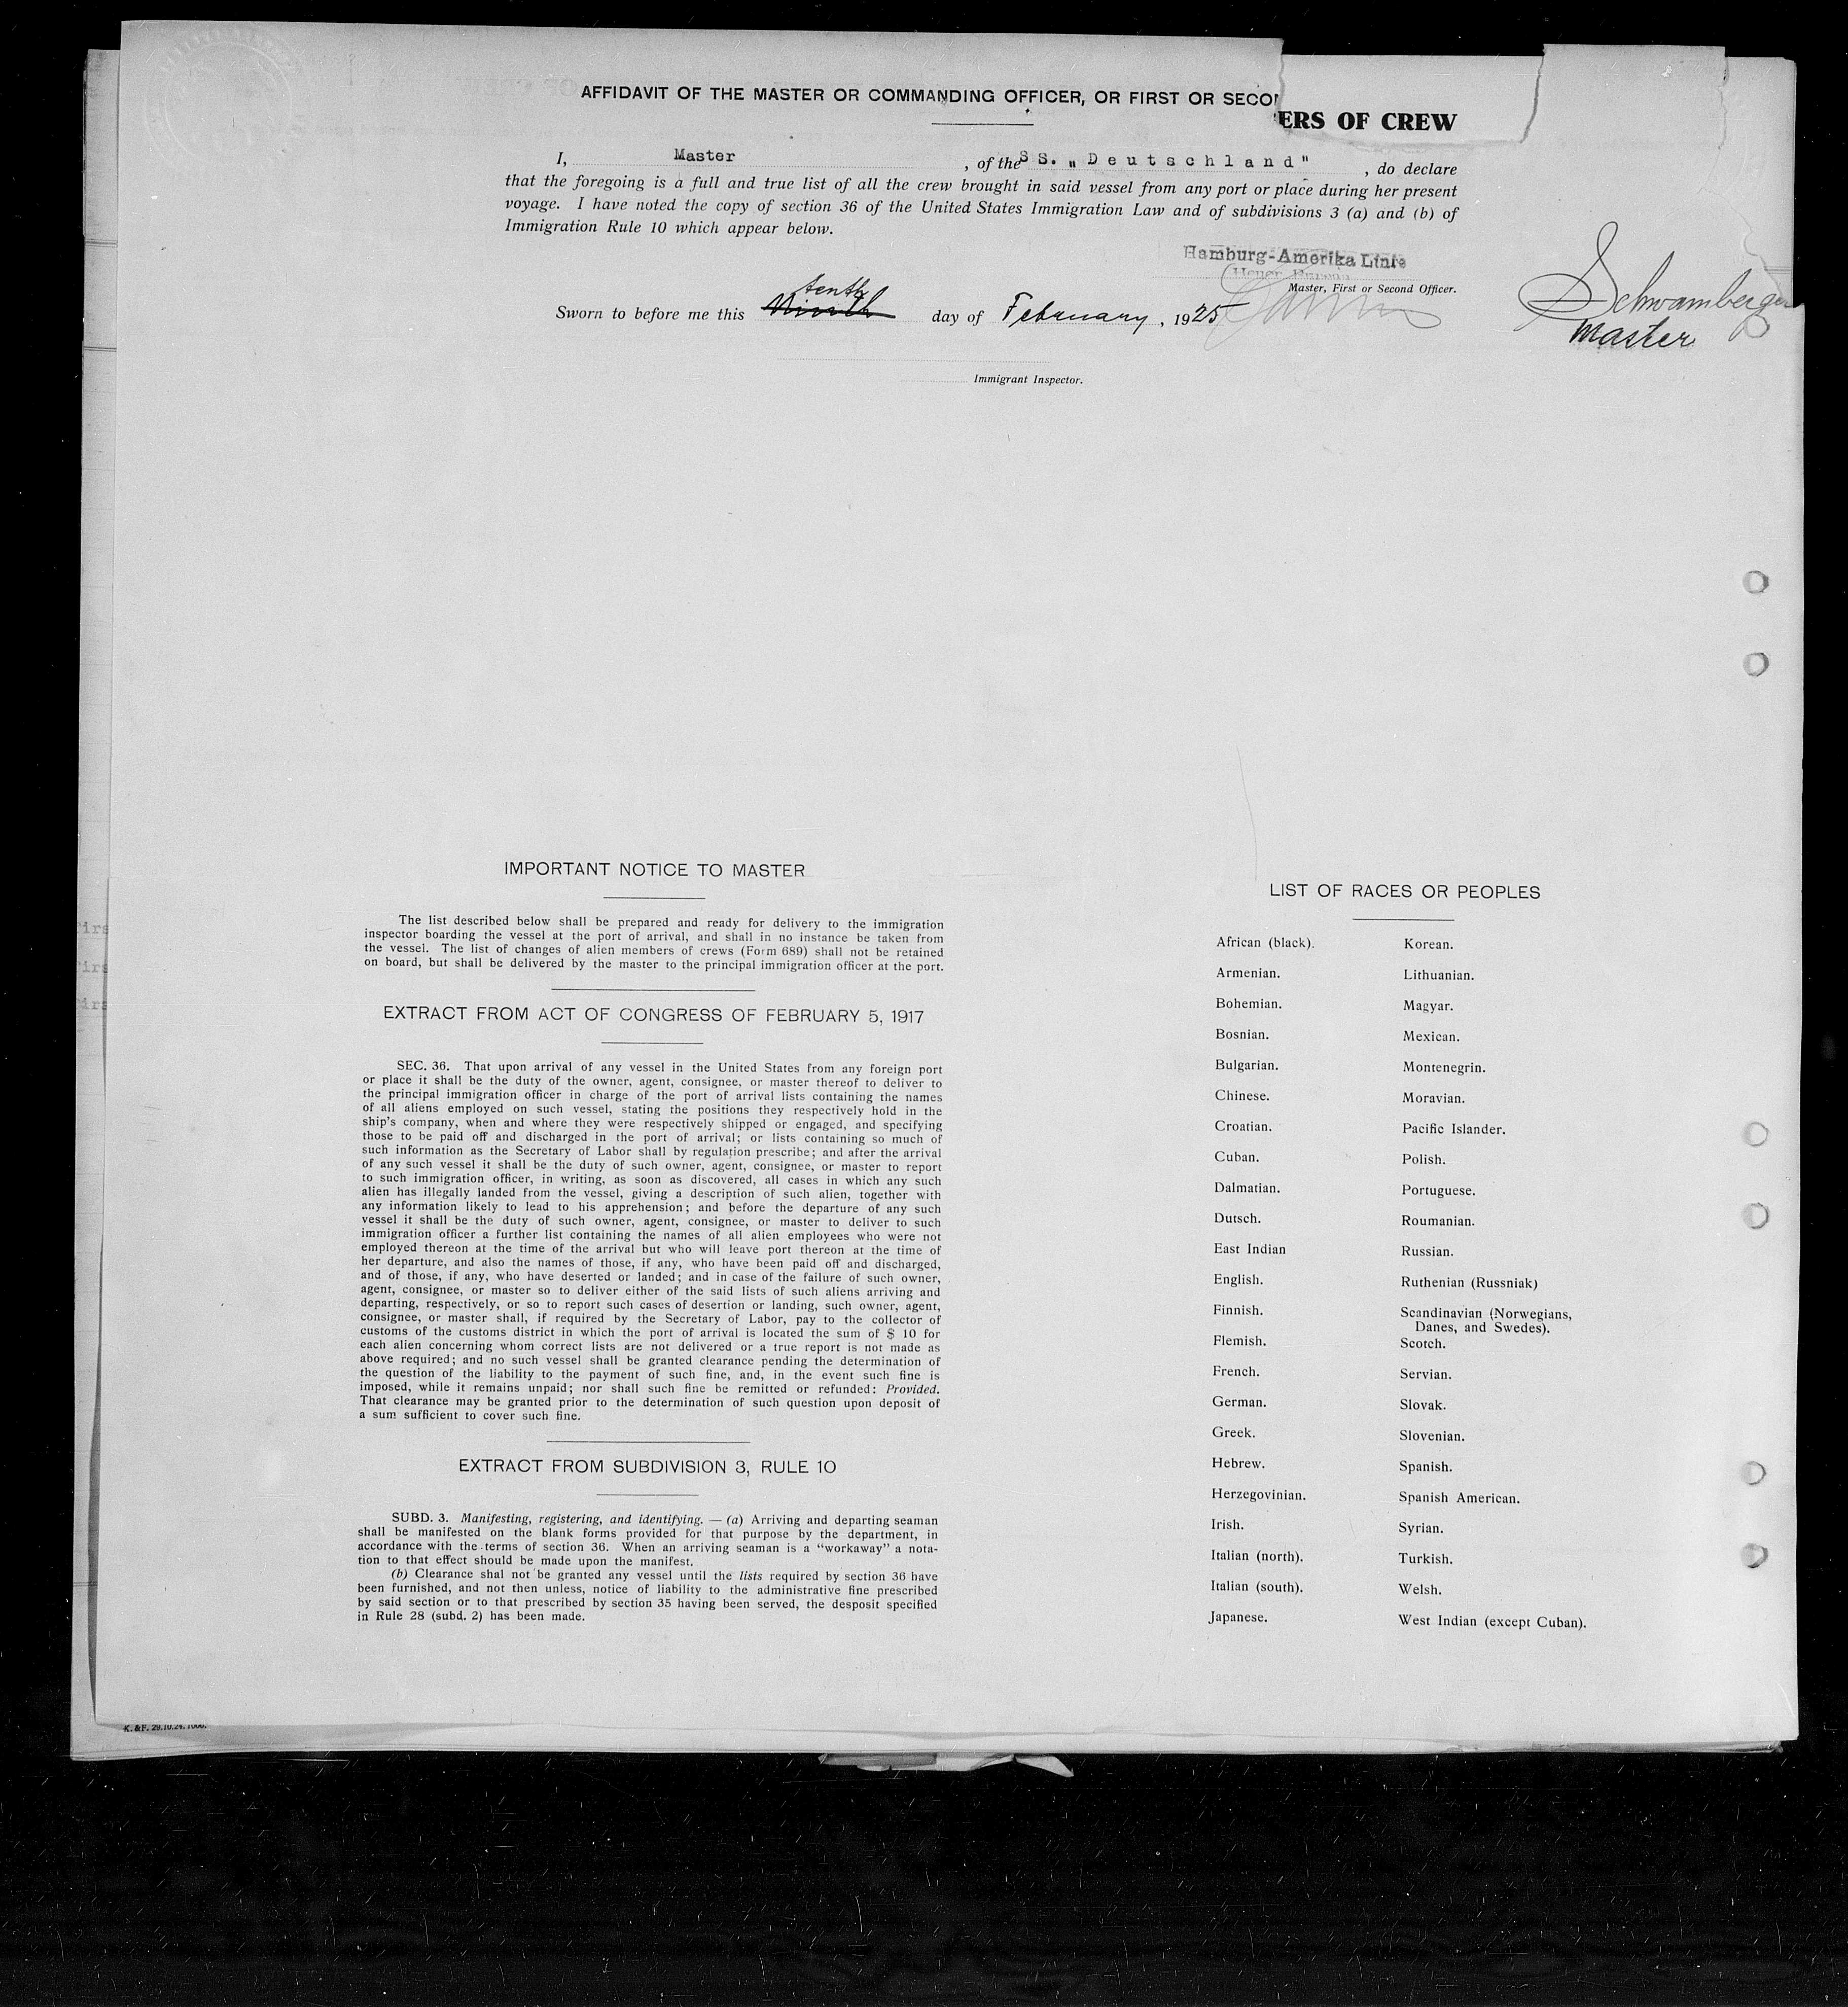 AFFIDAVIT OF THE MASTER OR COMMANDING OFFICER, OR FIRST OR SECO
ERS OF CREW
I, Master , of the SS. „Deutschland" , do declare
that the foregoing is a full and true list of all the crew brought in said vessel from any port or place during her present
voyage. I have noted the copy of section 36 of the United States Immigration Law and of subdivisions 3 (a) and (b) of
Immigration Rule 10 which appear below.
Hamburg-Amerika Linie
Master, First or Second Officer.
Schwamberger
Master
tenth
Sworn to before me this Ninth day of February, 1925
Immigrant Inspector.
IMPORTANT NOTICE TO MASTER
The list described below shall be prepared and ready for delivery to the immigration
inspector boarding the vessel at the port of arrival, and shall in no instance be taken from
the vessel. The list of changes of alien members of crews (Form 689) shall not be retained
on board, but shall be delivered by the master to the principal immigration officer at the port.
EXTRACT FROM ACT OF CONGRESS OF FEBRUARY 5, 1917
SEC. 36. That upon arrival of any vessel in the United States from any foreign port
or place it shall be the duty of the owner, agent, consignee, or master thereof to deliver to
the principal immigration officer in charge of the port of arrival lists containing the names
of all aliens employed on such vessel, stating the positions they respectively hold in the
ship's company, when and where they were respectively shipped or engaged, and specifying
those to be paid off and discharged in the port of arrival; or lists containing so much of
such information as the Secretary of Labor shall by regulation prescribe; and after the arrival
of any such vessel it shall be the duty of such owner, agent, consignee, or master to report
to such immigration officer, in writing, as soon as discovered, all cases in which any such
alien has illegally landed from the vessel, giving a description of such alien, together with
any information likely to lead to his apprehension; and before the departure of any such
vessel it shall be the duty of such owner, agent, consignee, or master to deliver to such
immigration officer a further list containing the names of all alien employees who were not
employed thereon at the time of the arrival but who will leave port thereon at the time of
her departure, and also the names of those, if any, who have been paid off and discharged,
and of those, if any, who have deserted or landed; and in case of the failure of such owner,
agent, consignee, or master so to deliver either of the said lists of such aliens arriving and
departing, respectively, or so to report such cases of desertion or landing, such owner, agent,
consignee, or master shall, if required by the Secretary of Labor, pay to the collector of
customs of the customs district in which the port of arrival is located the sum of $ 10 for
each alien concerning whom correct lists are not delivered or a true report is not made as
above required; and no such vessel shall be granted clearance pending the determination of
the question of the liability to the payment of such fine, and, in the event such fine is
imposed, while it remains unpaid; nor shall such fine be remitted or refunded: Provided.
That clearance may be granted prior to the determination of such question upon deposit of
a sum sufficient to cover such fine.
EXTRACT FROM SUBDIVISION 3, RULE 10
SUBD. 3. Manifesting, registering, and identifying. — (a) Arriving and departing seaman
shall be manifested on the blank forms provided for that purpose by the department, in
accordance with the terms of section 36. When an arriving seaman is a “workaway” a nota-
tion to that effect should be made upon the manifest.
(b) Clearance shal not be granted any vessel until the lists required by section 36 have
been furnished, and not then unless, notice of liability to the administrative fine prescribed
by said section or to that prescribed by section 35 having been served, the desposit specified
in Rule 28 (subd. 2) has been made.
LIST OF RACES OR PEOPLES
African (black).
Armenian.
Bohemian.
Bosnian.
Bulgarian.
Chinese.
Croatian.
Cuban.
Dalmatian.
Dutsch.
East Indian
English.
Finnish.
Flemish.
French.
German.
Greek.
Hebrew.
Herzegovinian.
Irish.
Italian (north).
Italian (south).
Japanese.
Korean.
Lithuanian.
Magyar.
Mexican.
Montenegrin.
Moravian.
Pacific Islander.
Polish.
Portuguese.
Roumanian.
Russian.
Ruthenian (Russniak)
Scandinavian (Norwegians,
Danes, and Swedes).
Scotch.
Servian.
Slovak.
Slovenian.
Spanish.
Spanish American.
Syrian.
Turkish.
Welsh.
West Indian (except Cuban).
K. & F. 29.10.24. 1000.